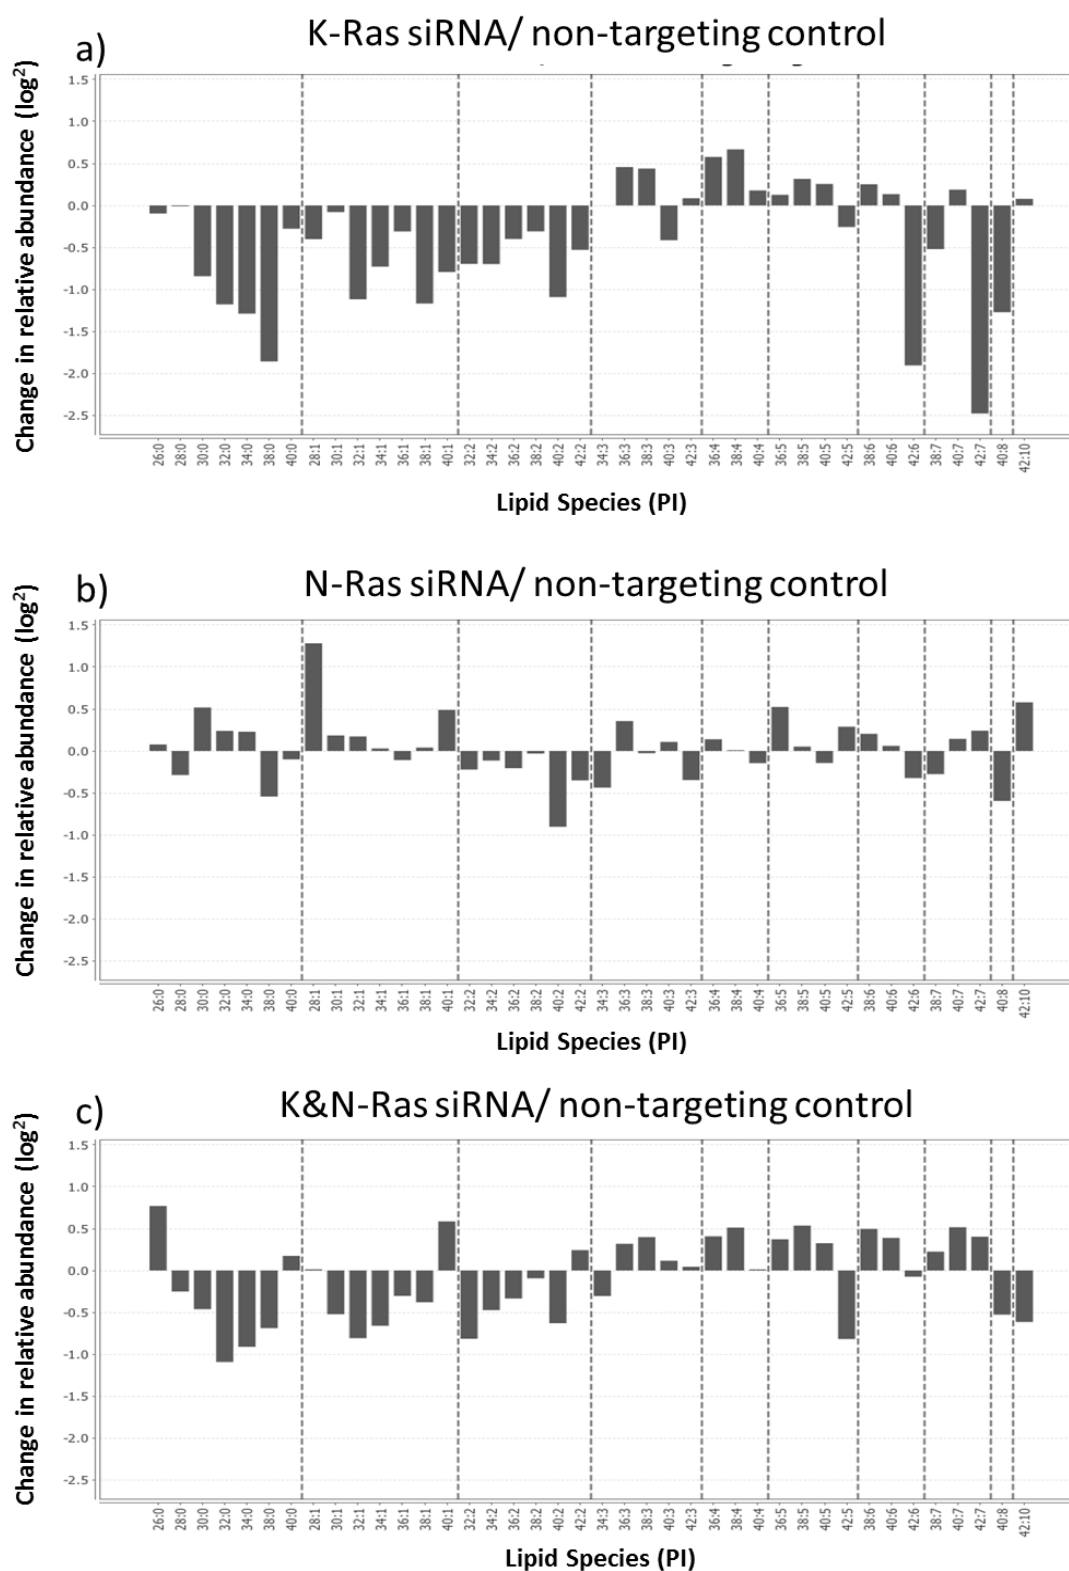 a)
K-Ras siRNA/ non-targeting control
Change in relative abundance (log²)
1.5
1.0
0.5
0.0
-0.5
-1.0
-1.5
-2.0
-2.5
26:0 28:0 30:0 32:0 34:0 38:0 40:0 28:1 30:1 32:1 34:1 36:1 38:1 40:1 32:2 34:2 36:2 38:2 40:2 42:2 34:3 36:3 38:3 40:3 42:3 36:4 38:4 40:4 36:5 38:5 40:5 42:5 38:6 40:6 42:6 38:7 40:7 42:7 40:8 42:10
Lipid Species (PI)
b)
N-Ras siRNA/ non-targeting control
Change in relative abundance (log²)
1.5
1.0
0.5
0.0
-0.5
-1.0
-1.5
-2.0
-2.5
26:0 28:0 30:0 32:0 34:0 38:0 40:0 28:1 30:1 32:1 34:1 36:1 38:1 40:1 32:2 34:2 36:2 38:2 40:2 42:2 34:3 36:3 38:3 40:3 42:3 36:4 38:4 40:4 36:5 38:5 40:5 42:5 38:6 40:6 42:6 38:7 40:7 42:7 40:8 42:10
Lipid Species (PI)
c)
K&N-Ras siRNA/ non-targeting control
Change in relative abundance (log²)
1.5
1.0
0.5
0.0
-0.5
-1.0
-1.5
-2.0
-2.5
26:0 28:0 30:0 32:0 34:0 38:0 40:0 28:1 30:1 32:1 34:1 36:1 38:1 40:1 32:2 34:2 36:2 38:2 40:2 42:2 34:3 36:3 38:3 40:3 42:3 36:4 38:4 40:4 36:5 38:5 40:5 42:5 38:6 40:6 42:6 38:7 40:7 42:7 40:8 42:10
Lipid Species (PI)